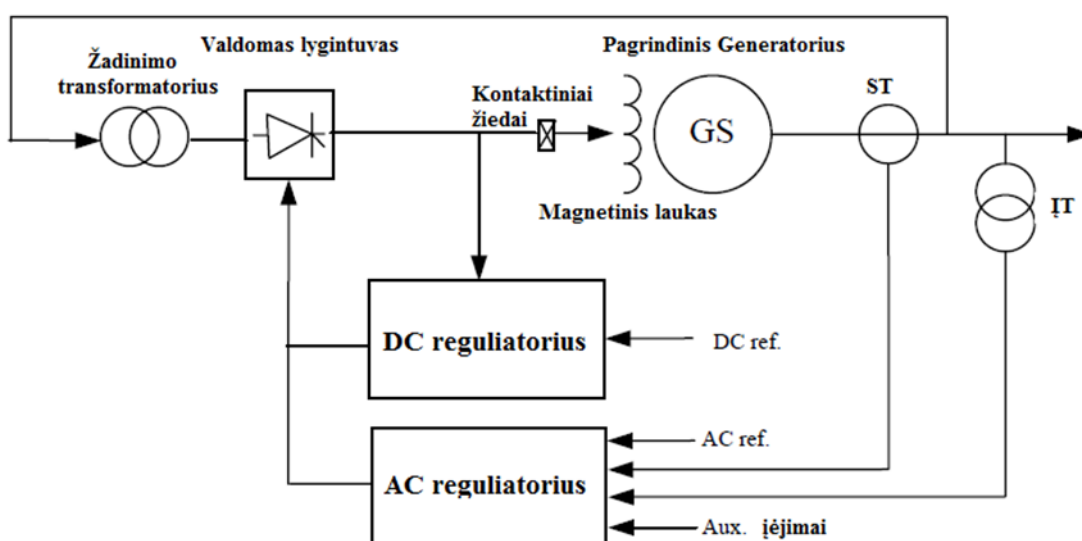 Valdomas lygintuvas
Pagrindinis Generatorius
Žadinimo
transformatorius
Kontaktiniai
žiedai
ST
GS
Magnetinis laukas
ĮT
DC reguliatorius
DC ref.
AC ref.
AC reguliatorius
Aux. įėjimai